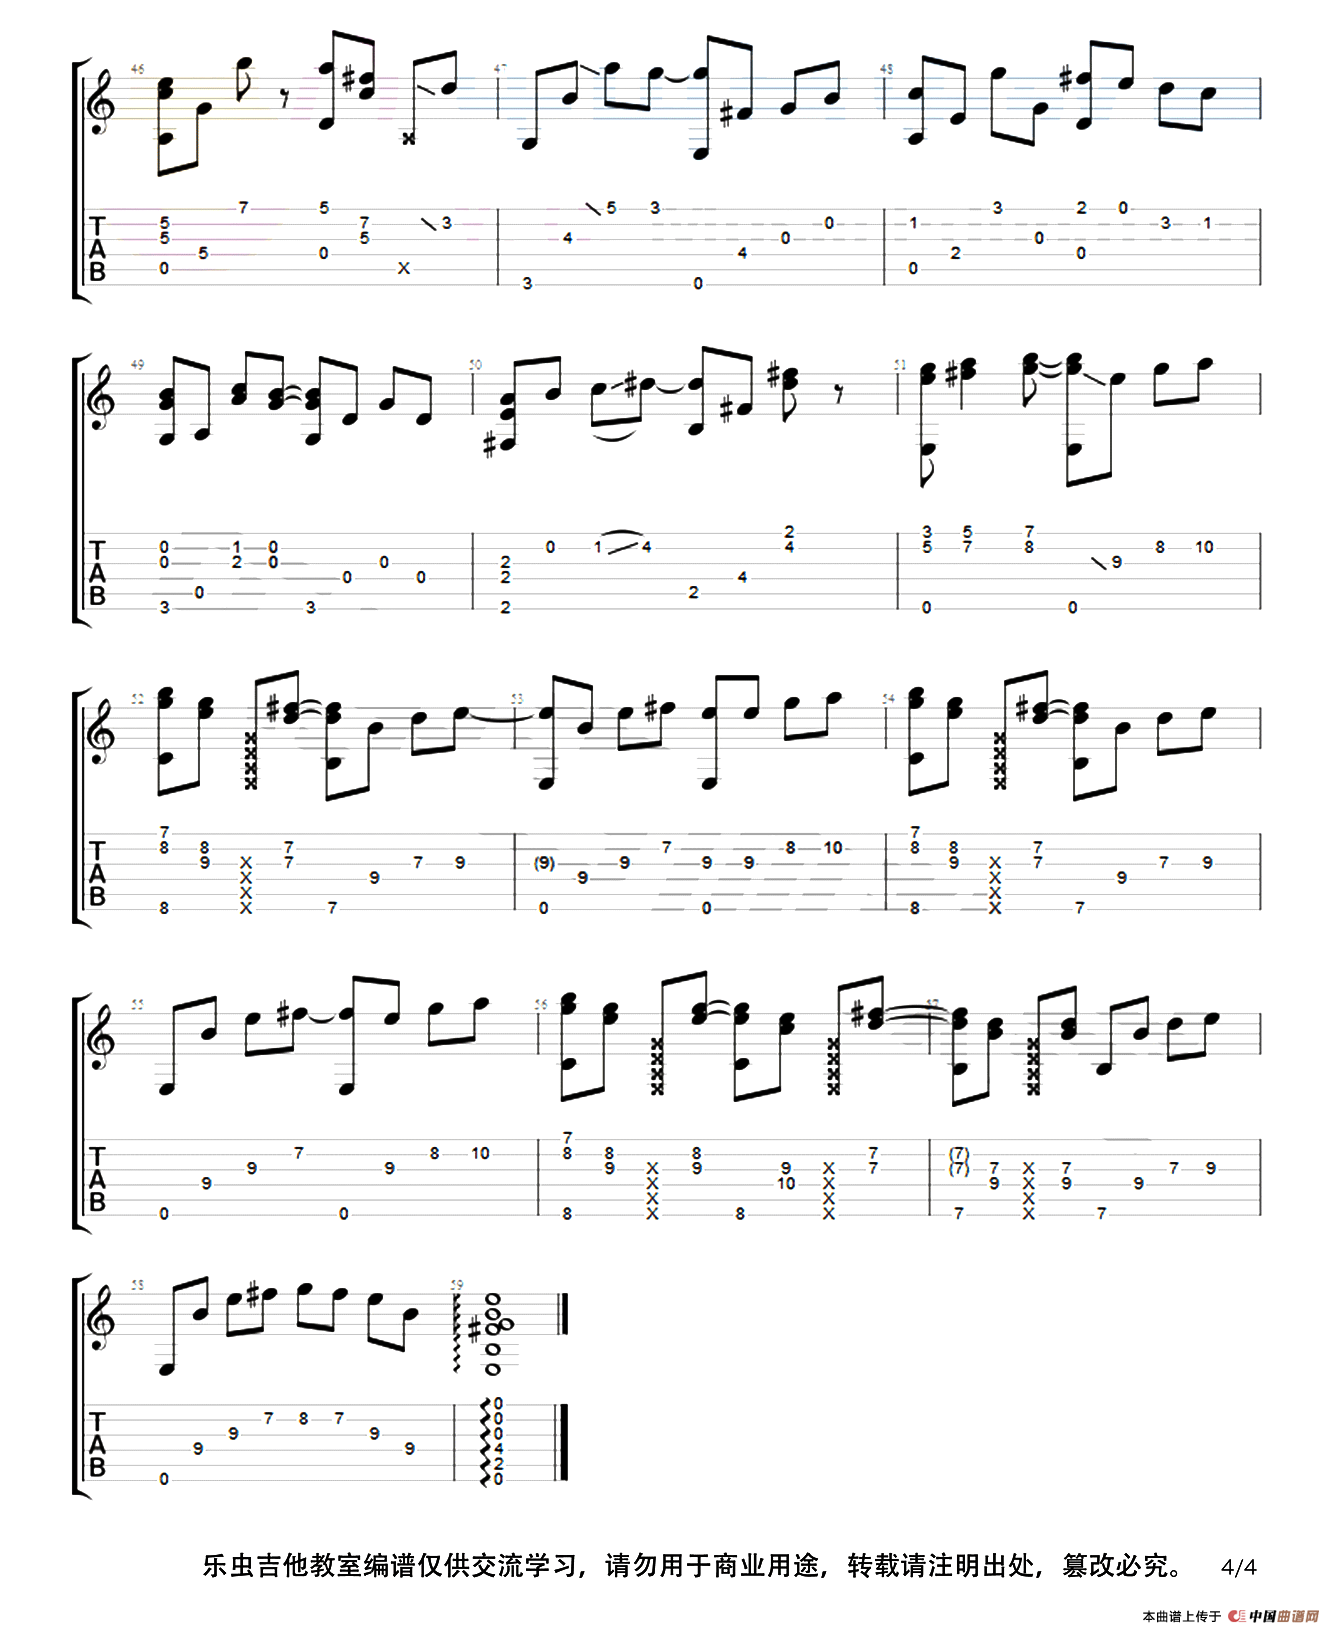 46 47 48
7 5 5 3 3 2 0
T 5 7 3 0 1 3 1
5 5 4 0 0
A 5 0 4 2 0
B 0 X 0
3 0
49 50 51
2 3 5 7
T 0 1 0 0 1 4 4 5 7 8 8 10
0 2 0 0 2 9
A 0 0 2 4
B 0 2
3 3 2 0 0
52 53 54
7 7
T 8 8 7 7 8 10 8 8 7
9 X 7 7 9 (9) 9 9 9 9 X 7 7 9
A X 9 9 X 9
B X X
8 X 7 0 0 8 X 7
55 56 57
7
T 7 8 10 8 8 8 7 (7)
9 9 9 X 9 9 X 7 (7) 7 X 7 7 9
A 9 X 10 X 9 X 9 9
B X X X
0 0 8 X 8 X 7 X 7
58 59
0
T 7 8 7 0
9 9 0
A 9 9 4
B 2
0 0
乐虫吉他教室编谱仅供交流学习，请勿用于商业用途，转载请注明出处，篡改必究。 4/4
本曲谱上传于 中国曲谱网